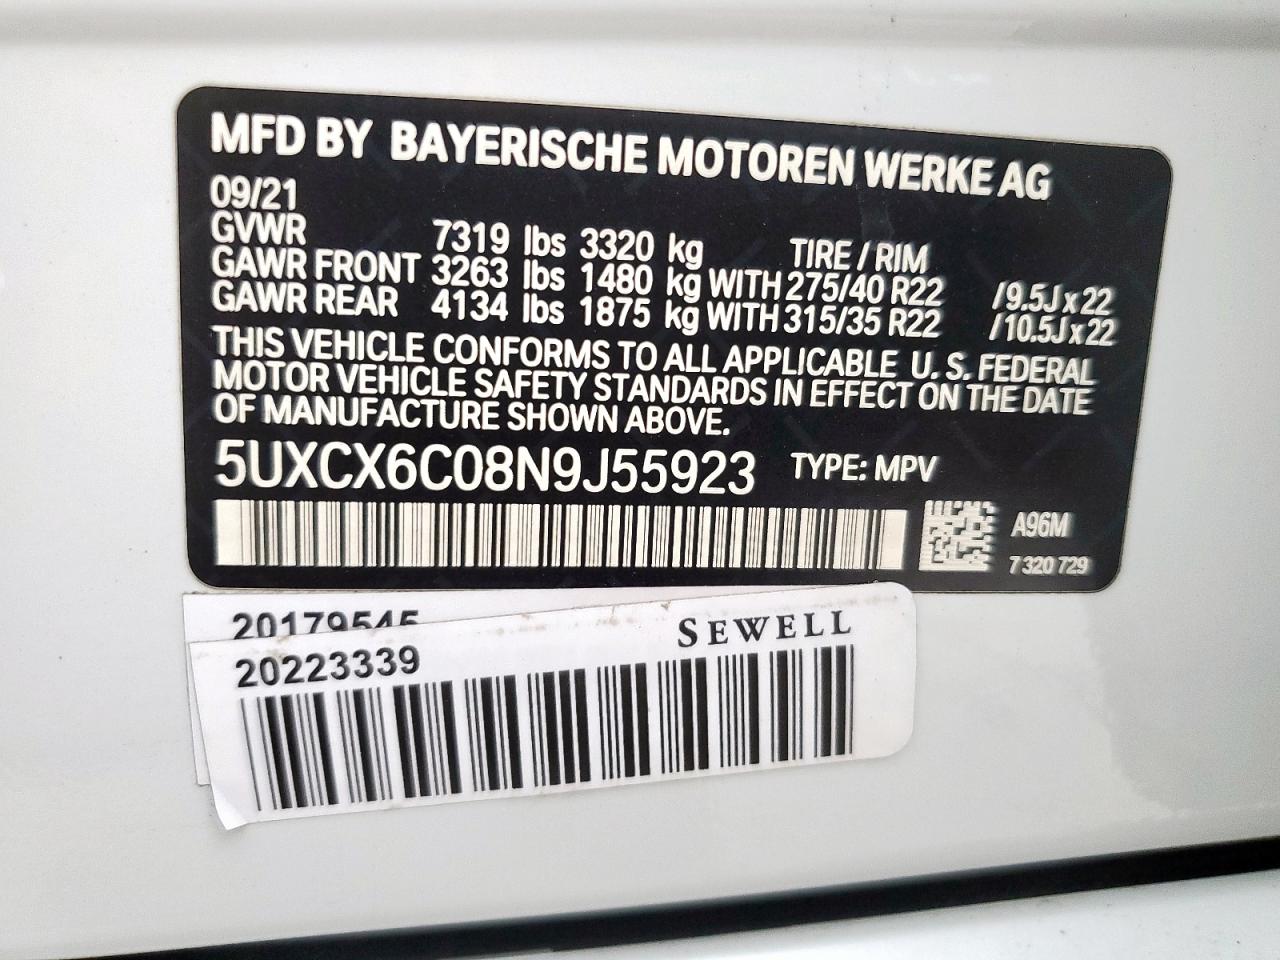 MFD BY BAYERISCHE MOTOREN WERKE AG
09/21
GVWR 7319 lbs 3320 kg TIRE / RIM
GAWR FRONT 3263 lbs 1480 kg WITH 275/40 R22 /9.5J x 22
GAWR REAR 4134 lbs 1875 kg WITH 315/35 R22 /10.5J x 22
THIS VEHICLE CONFORMS TO ALL APPLICABLE U. S. FEDERAL
MOTOR VEHICLE SAFETY STANDARDS IN EFFECT ON THE DATE
OF MANUFACTURE SHOWN ABOVE.
5UXCX6C08N9J55923 TYPE: MPV
A96M
7 320 729
20179545
SEWELL
20223339